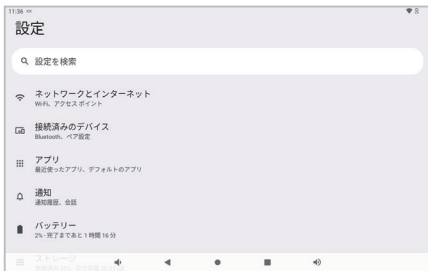 11:36
設定
設定を検索
ネットワークとインターネット
Wi-Fi、アクセス ポイント
接続済みのデバイス
Bluetooth、ペア設定
アプリ
最近使ったアプリ、デフォルトのアプリ
通知
通知履歴、会話
バッテリー
2% - 完了まであと 1 時間 16 分
ストレージ